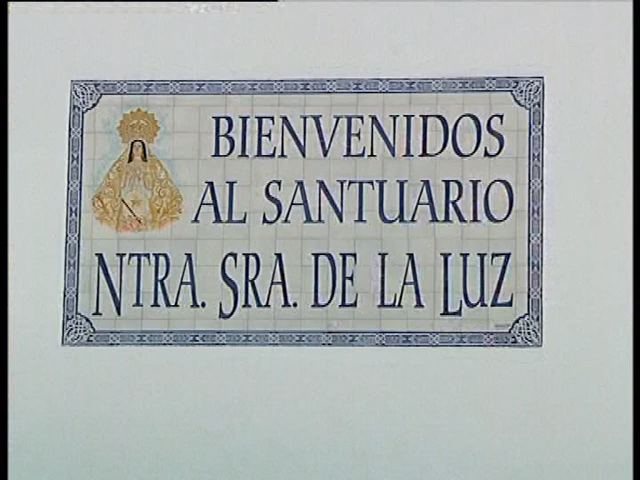 BIENVENIDOS
AL SANTUARIO
NTRA. SRA. DE LA LUZ